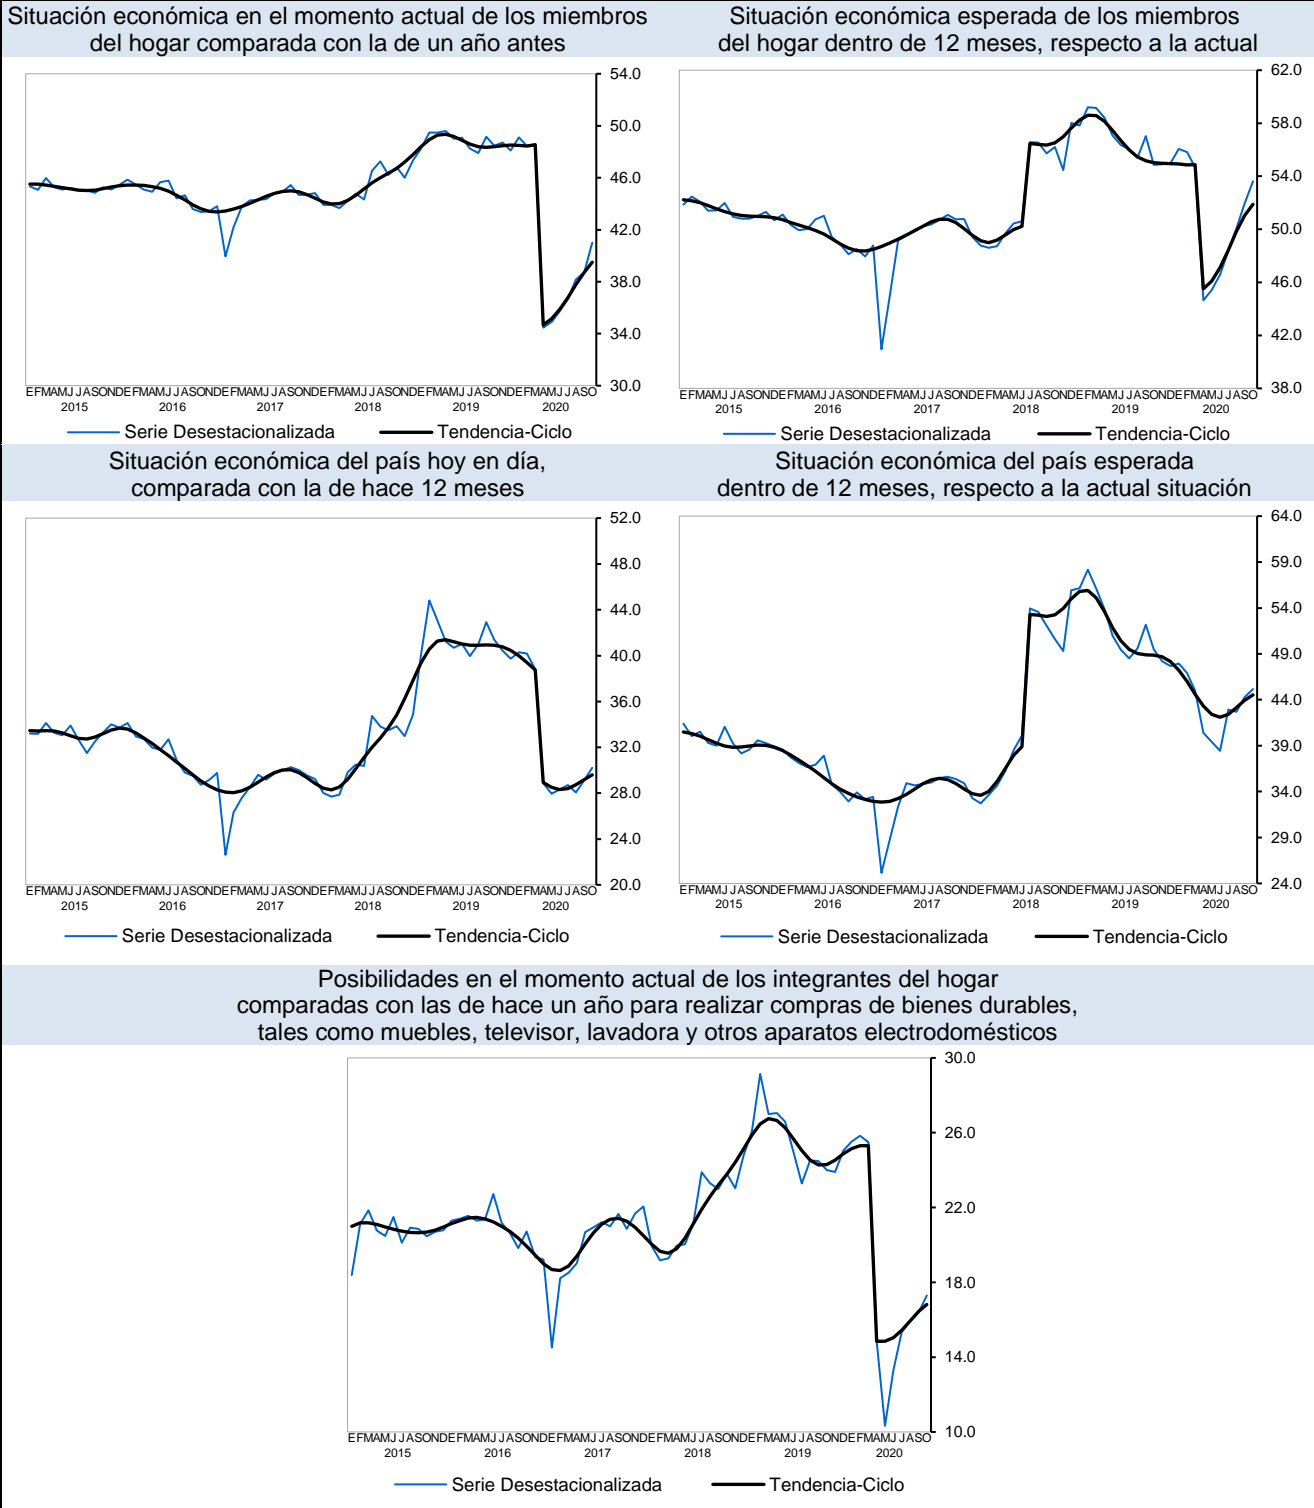 Situación económica en el momento actual de los miembros
del hogar comparada con la de un año antes
54.0
50.0
46.0
42.0
38.0
34.0
30.0
EFMAMJJASONDEFMAMJJASONDEFMAMJJASONDEFMAMJJASONDEFMAMJJASONDEFMAMJJASO
2015 2016 2017 2018 2019 2020
Serie Desestacionalizada Tendencia-Ciclo
Situación económica esperada de los miembros
del hogar dentro de 12 meses, respecto a la actual
62.0
58.0
54.0
50.0
46.0
42.0
38.0
EFMAMJJASONDEFMAMJJASONDEFMAMJJASONDEFMAMJJASONDEFMAMJJASONDEFMAMJJASO
2015 2016 2017 2018 2019 2020
Serie Desestacionalizada Tendencia-Ciclo
Situación económica del país hoy en día,
comparada con la de hace 12 meses
52.0
48.0
44.0
40.0
36.0
32.0
28.0
24.0
20.0
EFMAMJJASONDEFMAMJJASONDEFMAMJJASONDEFMAMJJASONDEFMAMJJASONDEFMAMJJASO
2015 2016 2017 2018 2019 2020
Serie Desestacionalizada Tendencia-Ciclo
Situación económica del país esperada
dentro de 12 meses, respecto a la actual situación
64.0
59.0
54.0
49.0
44.0
39.0
34.0
29.0
24.0
EFMAMJJASONDEFMAMJJASONDEFMAMJJASONDEFMAMJJASONDEFMAMJJASONDEFMAMJJASO
2015 2016 2017 2018 2019 2020
Serie Desestacionalizada Tendencia-Ciclo
Posibilidades en el momento actual de los integrantes del hogar
comparadas con las de hace un año para realizar compras de bienes durables,
tales como muebles, televisor, lavadora y otros aparatos electrodomésticos
30.0
26.0
22.0
18.0
14.0
10.0
EFMAMJJASONDEFMAMJJASONDEFMAMJJASONDEFMAMJJASONDEFMAMJJASONDEFMAMJJASO
2015 2016 2017 2018 2019 2020
Serie Desestacionalizada Tendencia-Ciclo